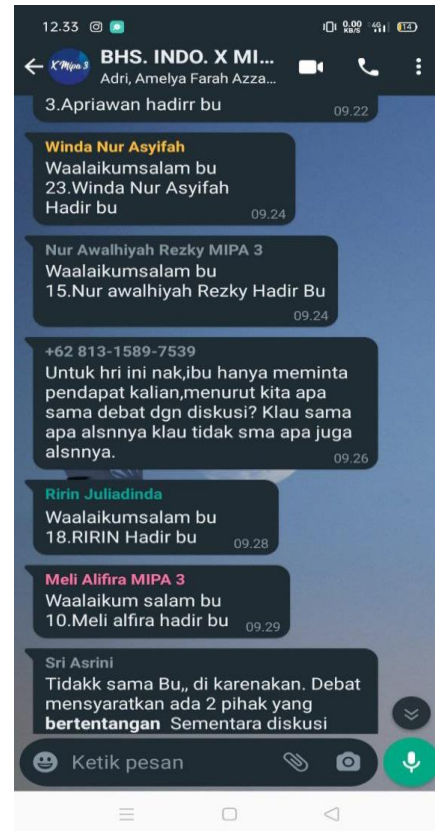 12.33
0.00 KB/S 4G 14
X Mipa 3
BHS. INDO. X MI...
Adri, Amelya Farah Azza...
3.Apriawan hadirr bu
09.22
Winda Nur Asyifah
Waalaikumsalam bu
23.Winda Nur Asyifah
Hadir bu
09.24
Nur Awalhiyah Rezky MIPA 3
Waalaikumsalam bu
15.Nur awalhiyah Rezky Hadir Bu
09.24
+62 813-1589-7539
Untuk hri ini nak,ibu hanya meminta
pendapat kalian,menurut kita apa
sama debat dgn diskusi? Klau sama
apa alsnnya klau tidak sma apa juga
alsnnya.
09.26
Ririn Juliadinda
Waalaikumsalam bu
18.RIRIN Hadir bu
09.28
Meli Alifira MIPA 3
Waalaikum salam bu
10.Meli alfira hadir bu
09.29
Sri Asrini
Tidakk sama Bu,, di karenakan. Debat
mensyaratkan ada 2 pihak yang
bertentangan Sementara diskusi
Ketik pesan